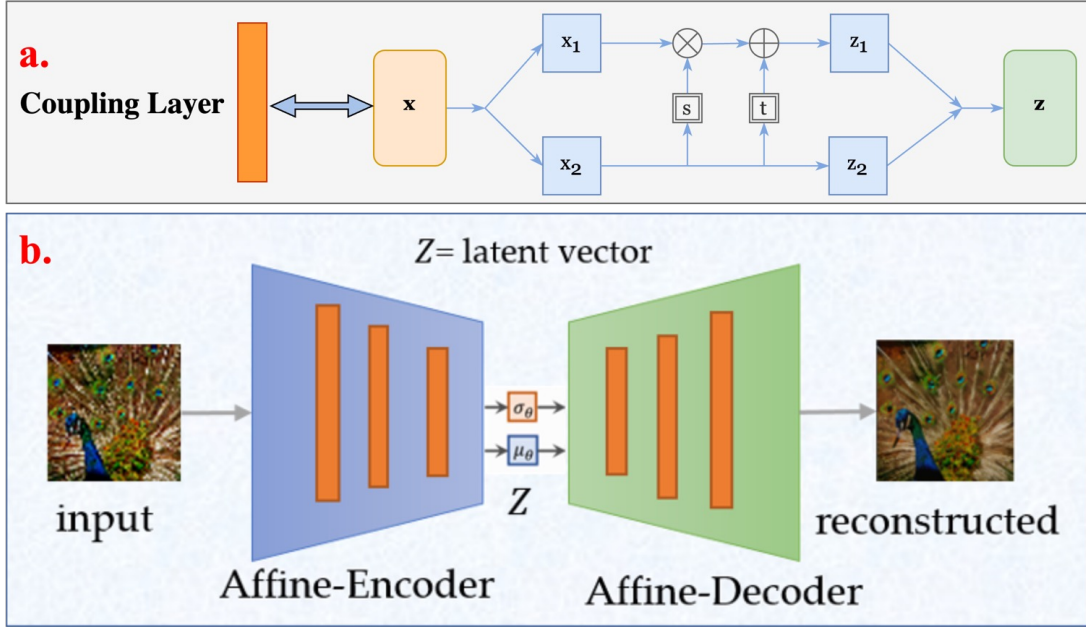 a.
Coupling Layer
x
x₁
x₂
s
t
z₁
z₂
z
b.
Z= latent vector
input
Affine-Encoder
σθ
μθ
Z
Affine-Decoder
reconstructed